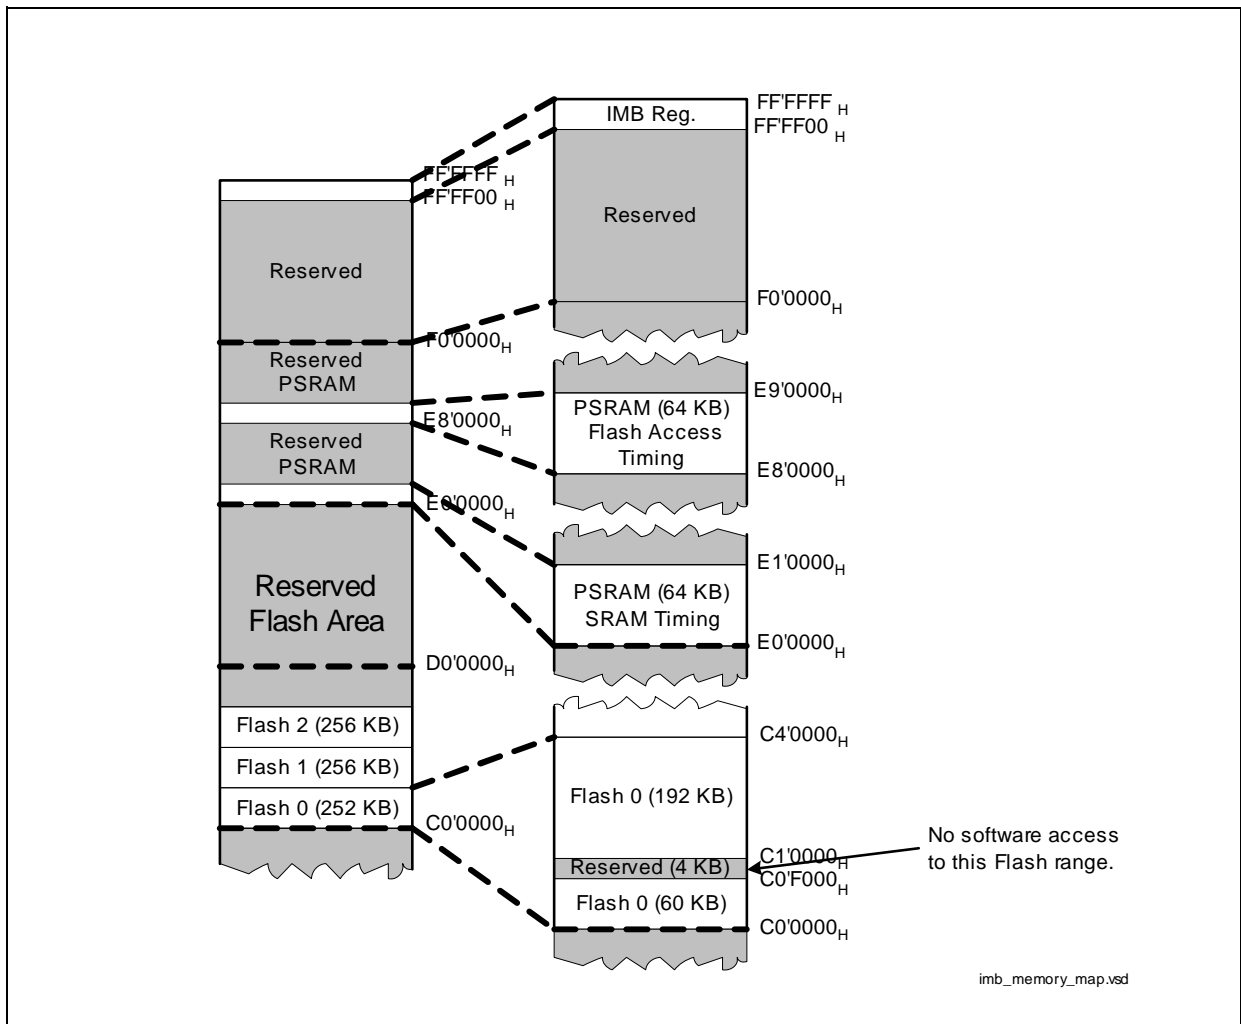 FF'FFFF H
FF'FF00 H
Reserved
F0'0000H
Reserved
PSRAM
E8'0000H
Reserved
PSRAM
E0'0000H
Reserved
Flash Area
D0'0000H
Flash 2 (256 KB)
Flash 1 (256 KB)
Flash 0 (252 KB)
C0'0000H
IMB Reg.
FF'FFFF H
FF'FF00 H
Reserved
F0'0000H
E9'0000H
PSRAM (64 KB)
Flash Access
Timing
E8'0000H
E1'0000H
PSRAM (64 KB)
SRAM Timing
E0'0000H
C4'0000H
Flash 0 (192 KB)
C1'0000H
Reserved (4 KB)
C0'F000H
Flash 0 (60 KB)
C0'0000H
No software access
to this Flash range.
imb_memory_map.vsd